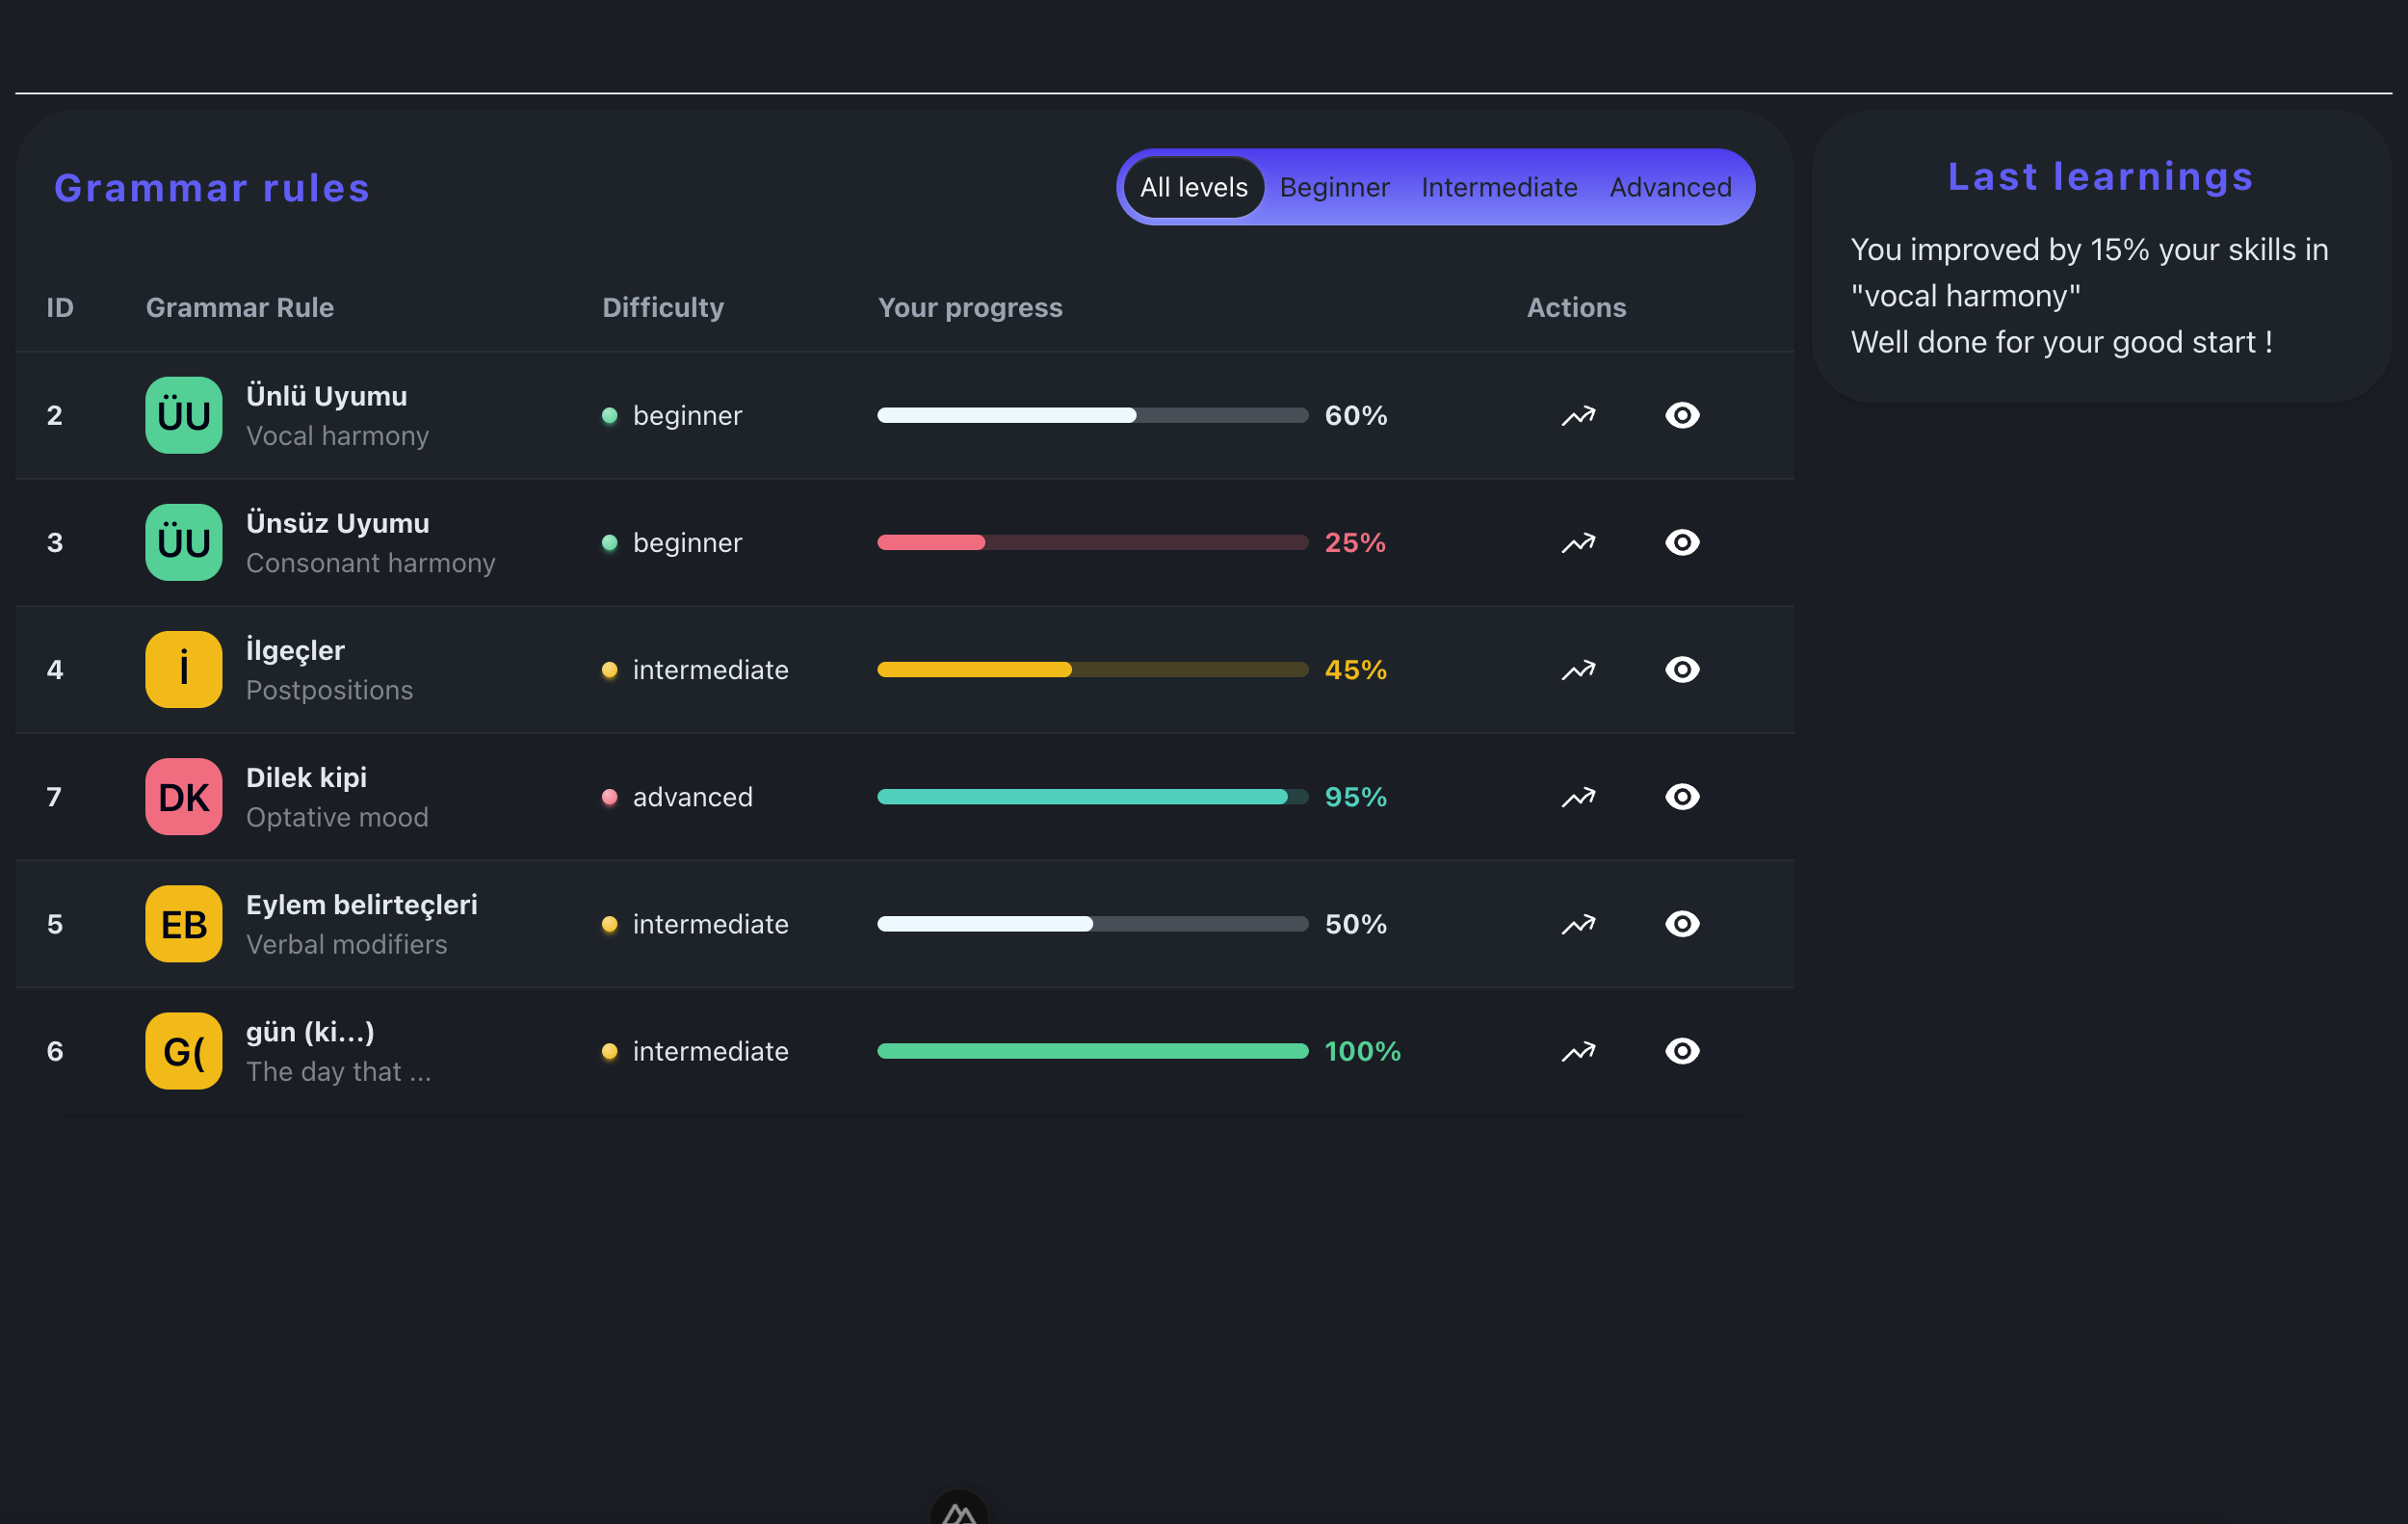 Grammar rules
All levels Beginner Intermediate Advanced
ID Grammar Rule Difficulty Your progress Actions
2 ÜU Ünlü Uyumu beginner 60%
Vocal harmony
3 ÜU Ünsüz Uyumu beginner 25%
Consonant harmony
4 İ İlgeçler intermediate 45%
Postpositions
7 DK Dilek kipi advanced 95%
Optative mood
5 EB Eylem belirteçleri intermediate 50%
Verbal modifiers
6 G( gün (ki...) intermediate 100%
The day that ...
Last learnings
You improved by 15% your skills in
"vocal harmony"
Well done for your good start !